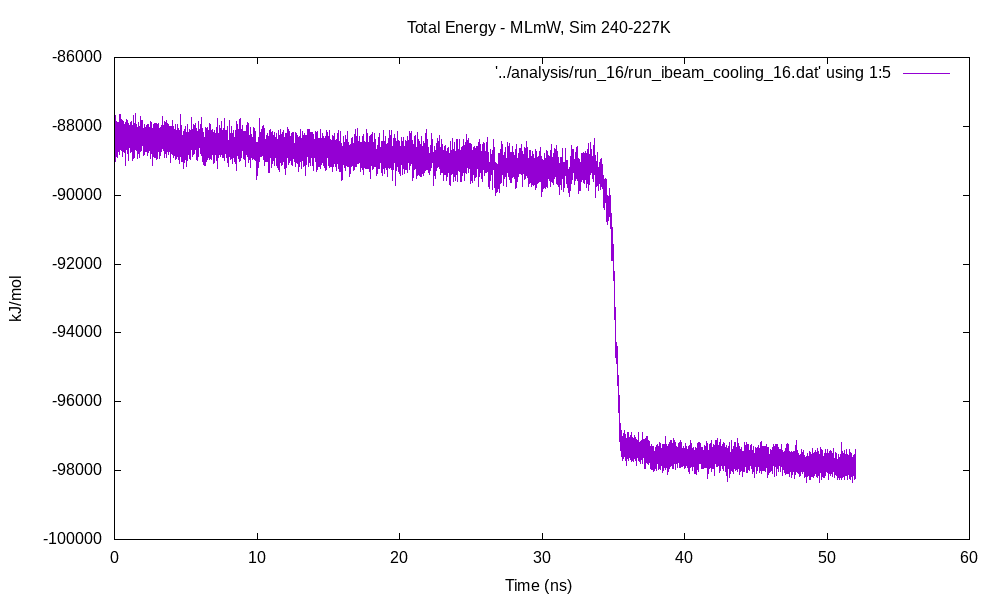 Total Energy - MLmW, Sim 240-227K
'../analysis/run_16/run_ibeam_cooling_16.dat' using 1:5
-86000
-88000
-90000
-92000
-94000
-96000
-98000
-100000
kJ/mol
0 10 20 30 40 50 60
Time (ns)